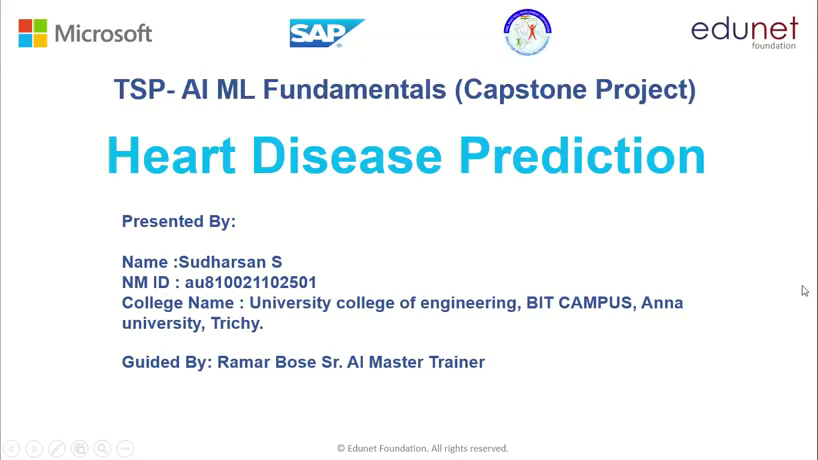 Microsoft
SAP
edunet
foundation
TSP- AI ML Fundamentals (Capstone Project)
Heart Disease Prediction
Presented By:
Name :Sudharsan S
NM ID : au810021102501
College Name : University college of engineering, BIT CAMPUS, Anna
university, Trichy.
Guided By: Ramar Bose Sr. AI Master Trainer
© Edunet Foundation. All rights reserved.